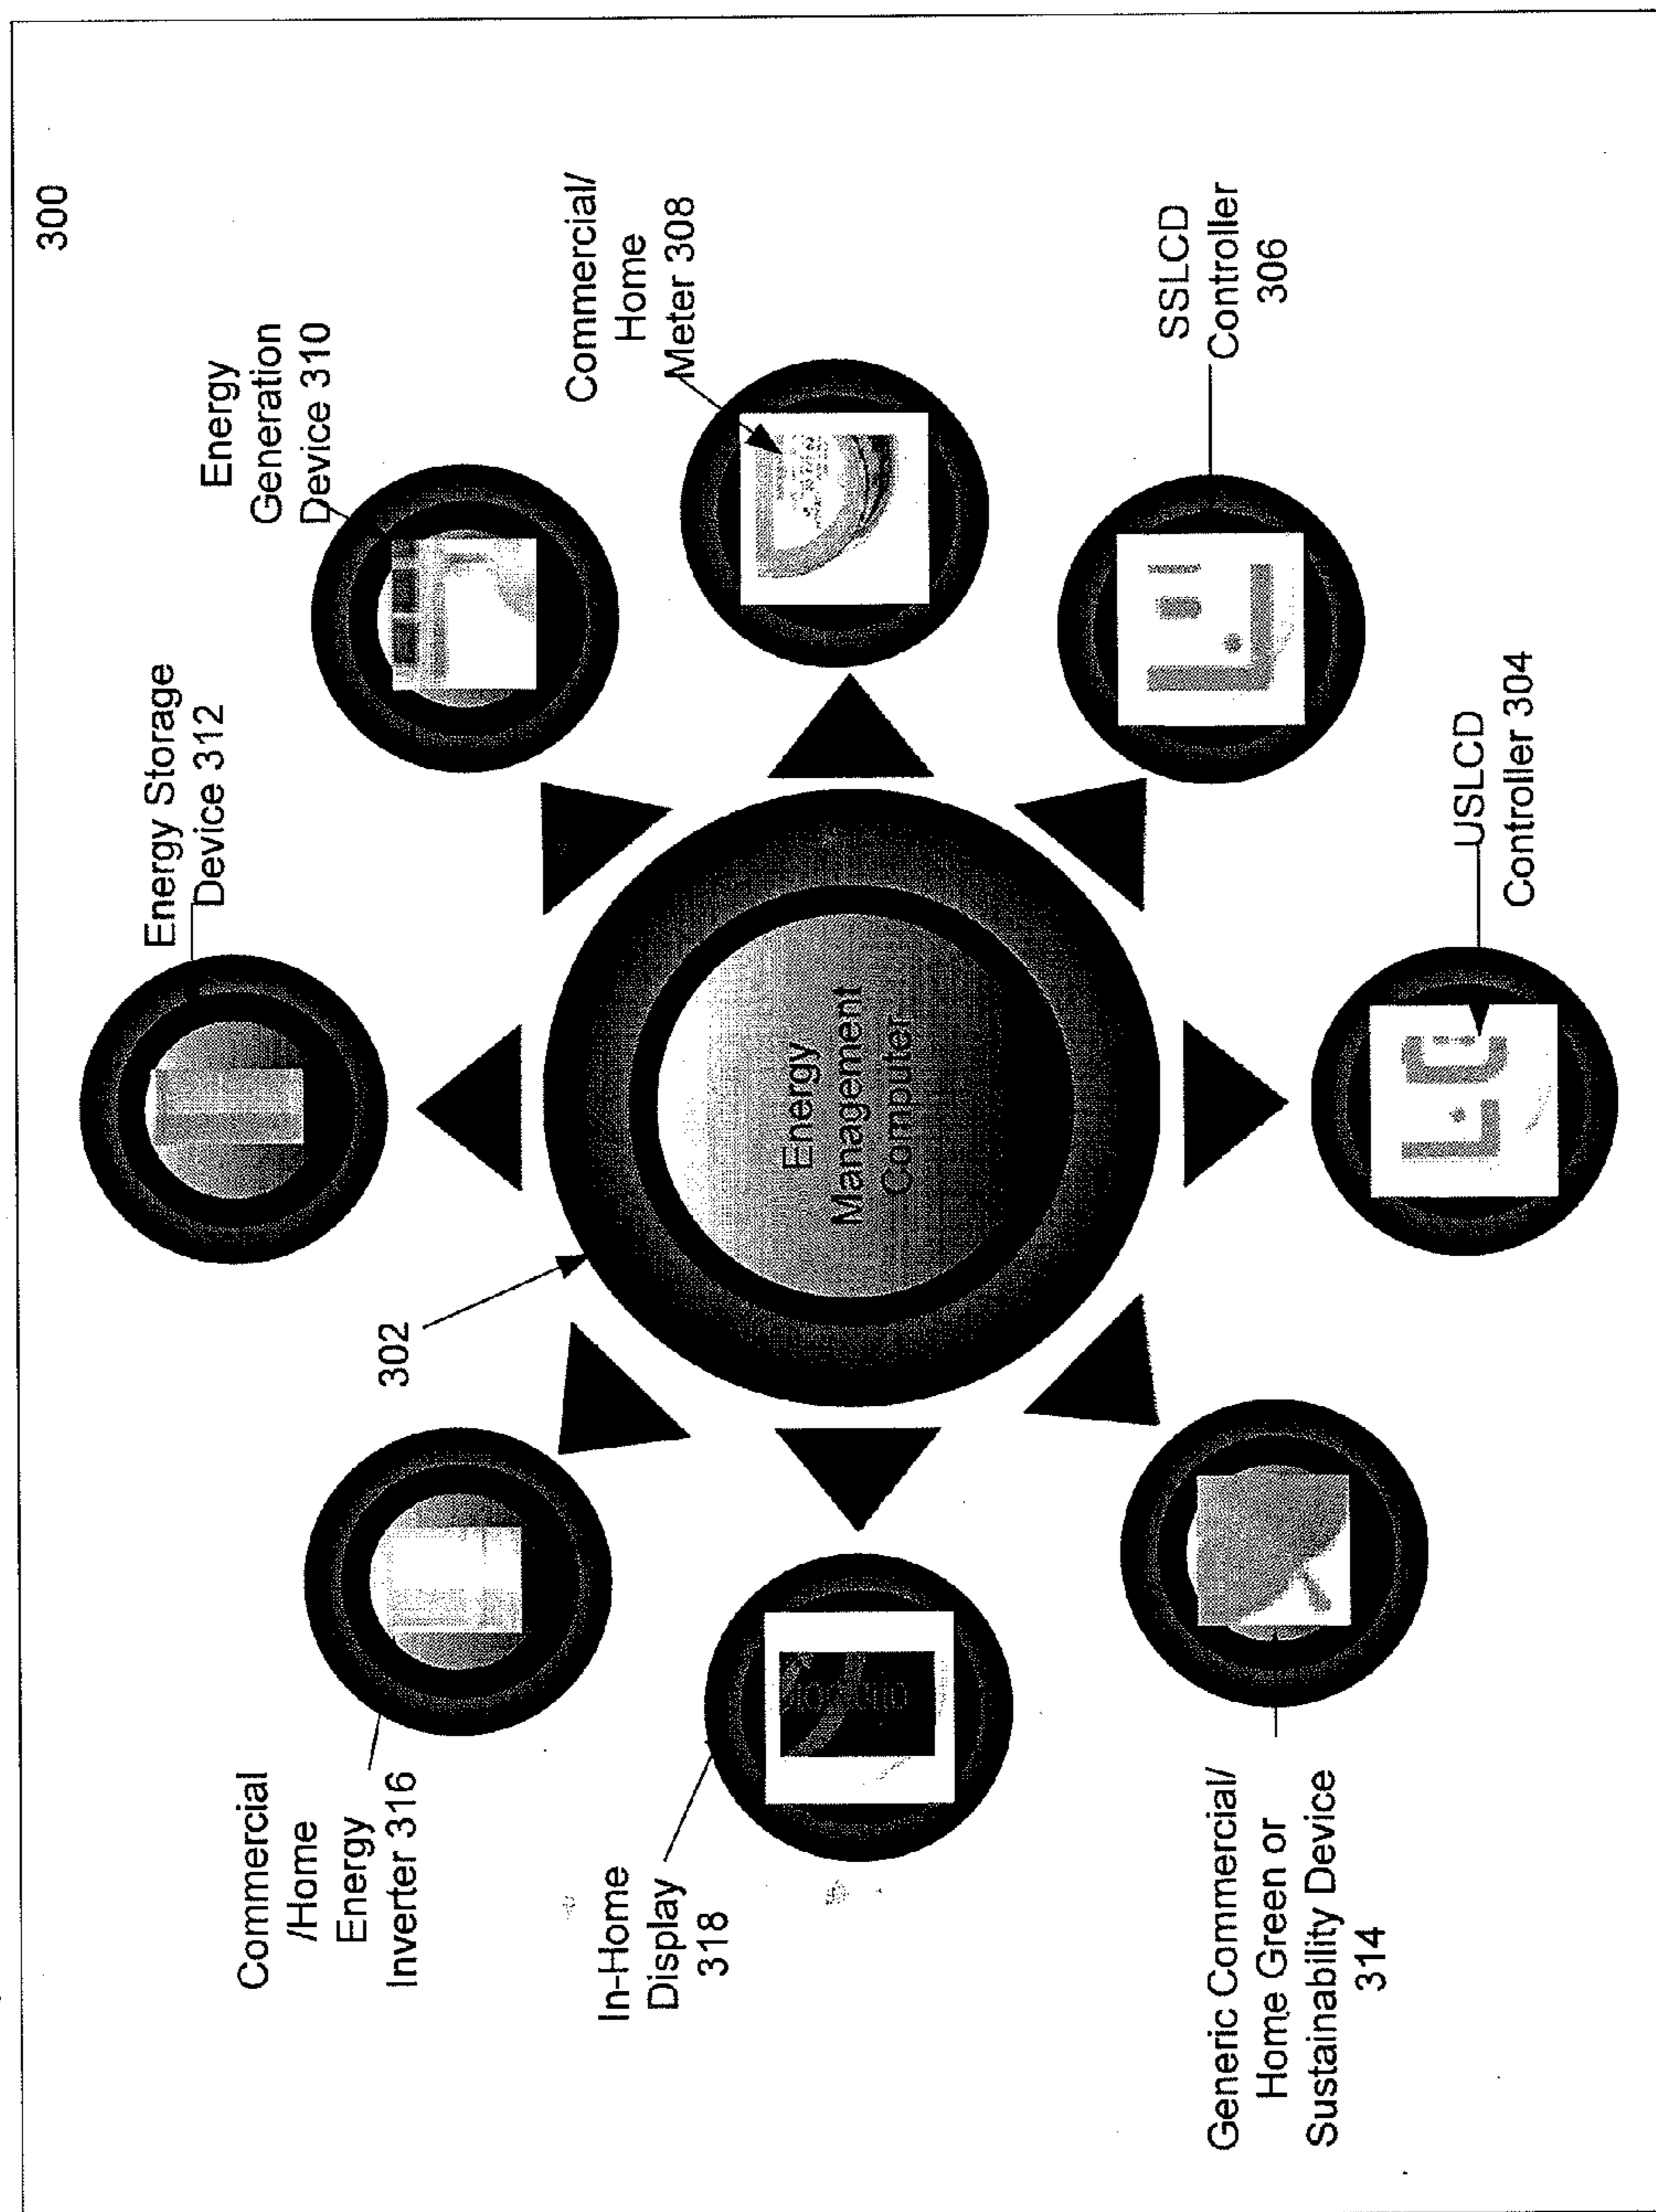 300
Energy Storage
Device 312
Energy
Generation
Device 310
Commercial
/Home
Energy
Inverter 316
302
Commercial/
Home
Meter 308
Energy
Management
Computer
In-Home
Display
318
SSLCD
Controller
306
Generic Commercial/
Home Green or
Sustainability Device
314
USLCD
Controller 304